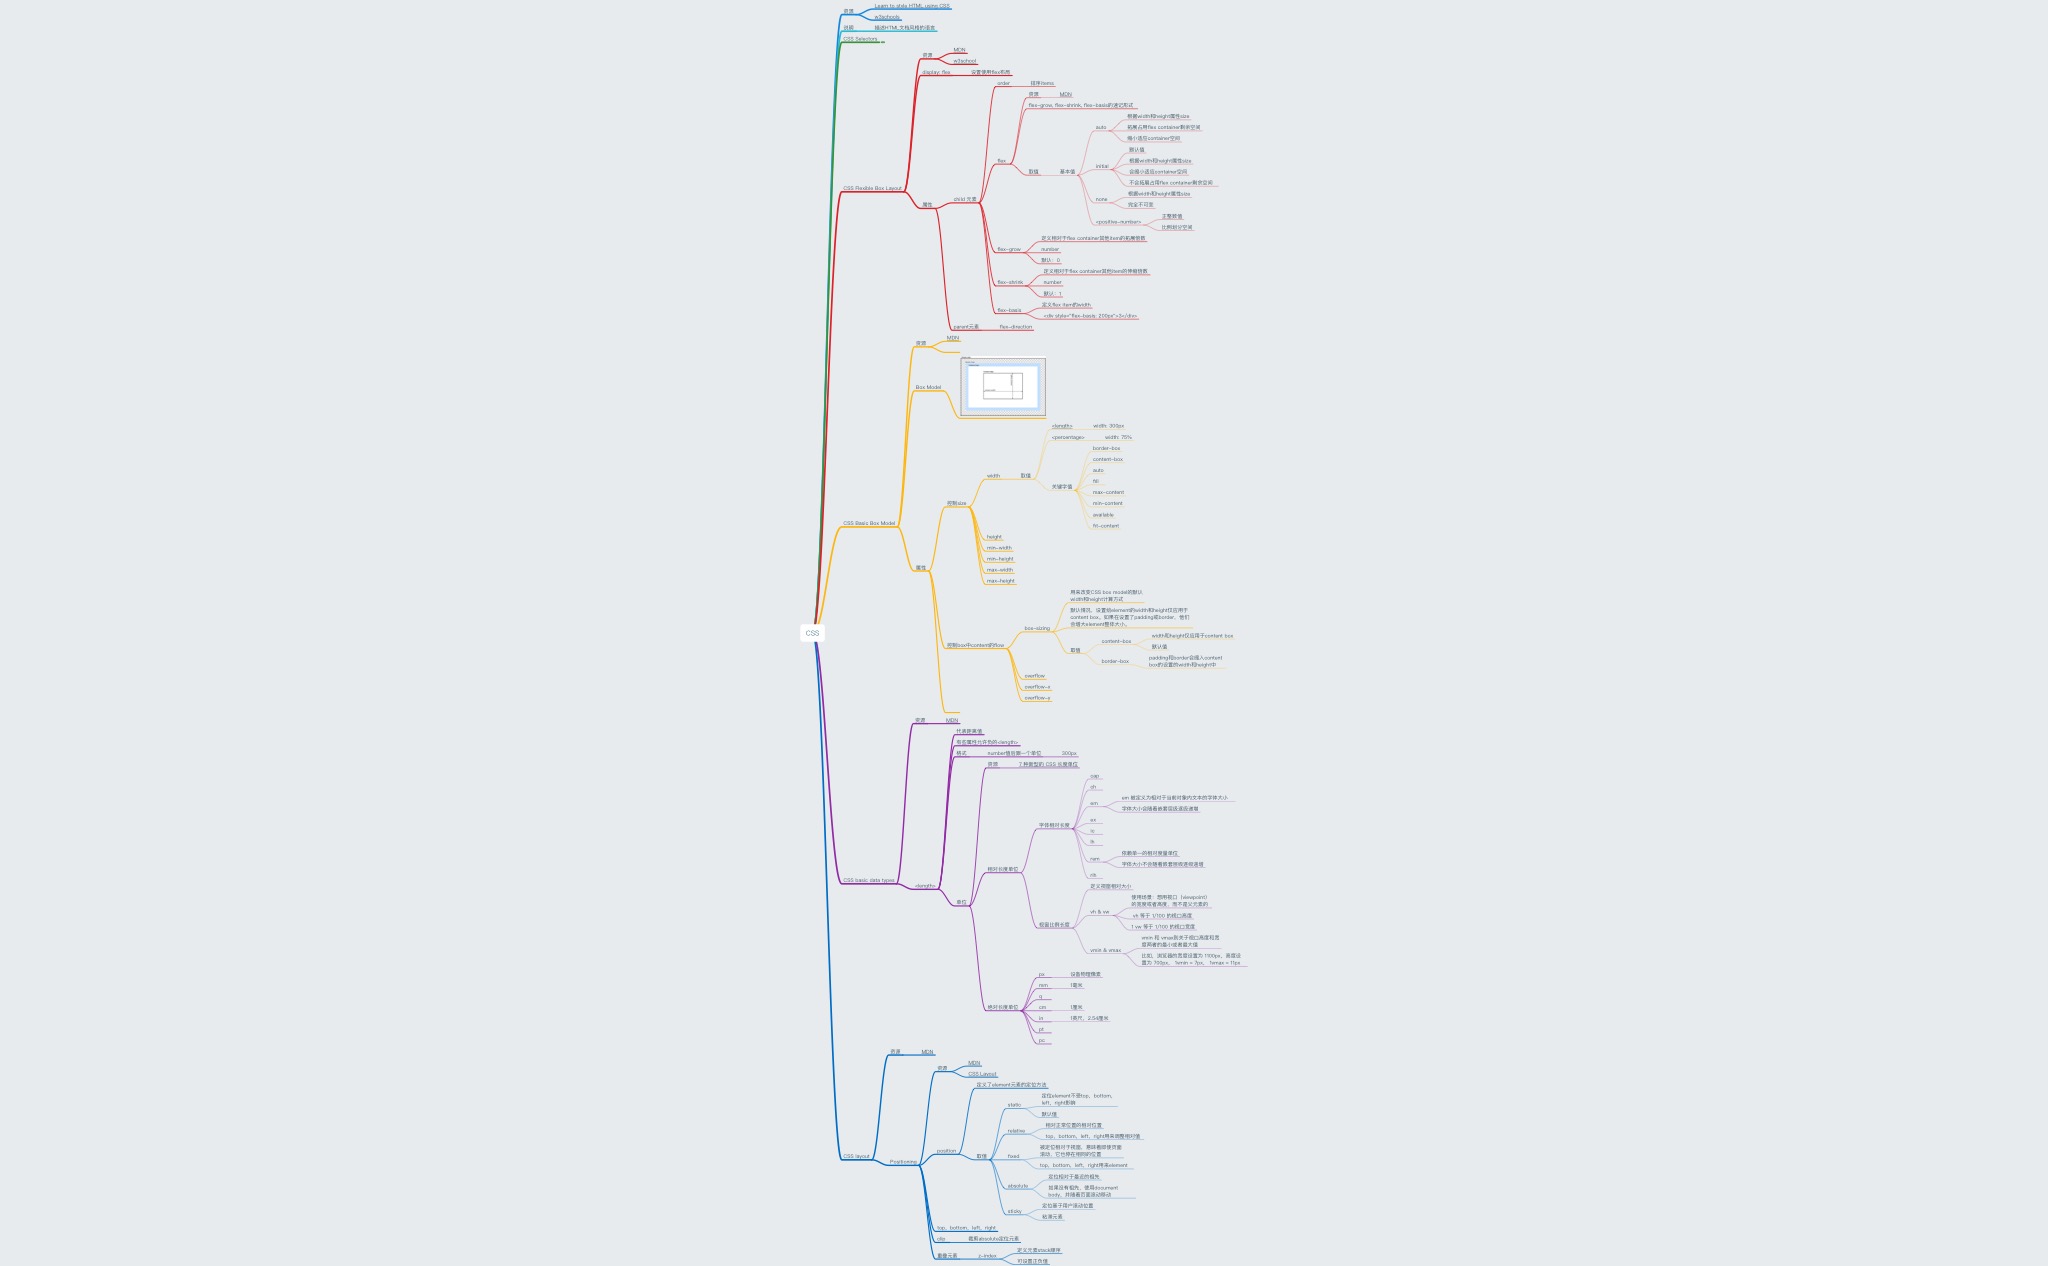 资源
Learn to style HTML using CSS
w3schools
说明
描述HTML文档风格的语言
CSS Selectors
资源
MDN
w3school
display: flex
设置使用flex布局
order
排序items
资源
MDN
flex-grow, flex-shrink, flex-basis的速记形式
auto
根据width和height属性size
拓展占用flex container剩余空间
缩小适应container空间
flex
initial
默认值
根据width和height属性size
会缩小适应container空间
不会拓展占用flex container剩余空间
取值
基本值
none
根据width和height属性size
完全不可变
CSS Flexible Box Layout
属性
child 元素
<positive-number>
正整数值
比例划分空间
flex-grow
定义相对于flex container其他item的拓展倍数
number
默认：0
flex-shrink
定义相对于flex container其他item的伸缩倍数
number
默认：1
flex-basis
定义flex item的width
<div style="flex-basis: 200px">3</div>
parent元素
flex-direction
资源
MDN
Box Model
<length>
width: 300px
<percentage>
width: 75%
width
取值
关键字值
border-box
content-box
auto
fill
max-content
min-content
available
fit-content
控制size
CSS Basic Box Model
height
min-width
min-height
max-width
max-height
属性
box-sizing
用来改变CSS box model的默认
width和height计算方式
默认情况，设置给element的width和height仅应用于
content box。如果在设置了padding或border，他们
会增大element整体大小。
取值
content-box
width和height仅应用于content box
默认值
border-box
padding和border会植入content
box的设置的width和height中
控制box中content的flow
overflow
overflow-x
overflow-y
CSS
资源
MDN
代表距离值
有些属性允许负的<length>
格式
number值后跟一个单位
300px
资源
7 种类型的 CSS 长度单位
字体相对长度
cap
ch
em
em 被定义为相对于当前对象内文本的字体大小
字体大小会随着嵌套层级逐级递增
ex
ic
lh
rem
依赖单一的相对度量单位
字体大小不会随着嵌套层级逐级递增
rlh
相对长度单位
CSS basic data types
<length>
单位
视窗比例长度
定义视窗相对大小
vh & vw
使用场景：想用视口（viewpoint）
的宽度或者高度，而不是父元素的
vh 等于 1/100 的视口高度
1 vw 等于 1/100 的视口宽度
vmin & vmax
vmin 和 vmax则关于视口高度和宽
度两者的最小或者最大值
比如，浏览器的宽度设置为 1100px，高度设
置为 700px， 1vmin = 7px， 1vmax = 11px
绝对长度单位
px
设备物理像素
mm
1毫米
q
cm
1厘米
in
1英尺，2.54厘米
pt
pc
资源
MDN
资源
MDN
CSS Layout
定义了element元素的定位方法
static
定位element不受top、bottom、
left、right影响
默认值
relative
相对正常位置的相对位置
top、bottom、left、right用来调整相对值
CSS layout
Positioning
position
取值
fixed
被定位相对于视图，意味着即使页面
滚动，它也停在相同的位置
top、bottom、left、right用来element
absolute
定位相对于最近的祖先
如果没有祖先，使用document
body，并随着页面滚动移动
sticky
定位基于用户滚动位置
粘滞元素
top、bottom、left、right
clip
裁剪absolute定位元素
重叠元素
z-index
定义元素stack顺序
可设置正负值